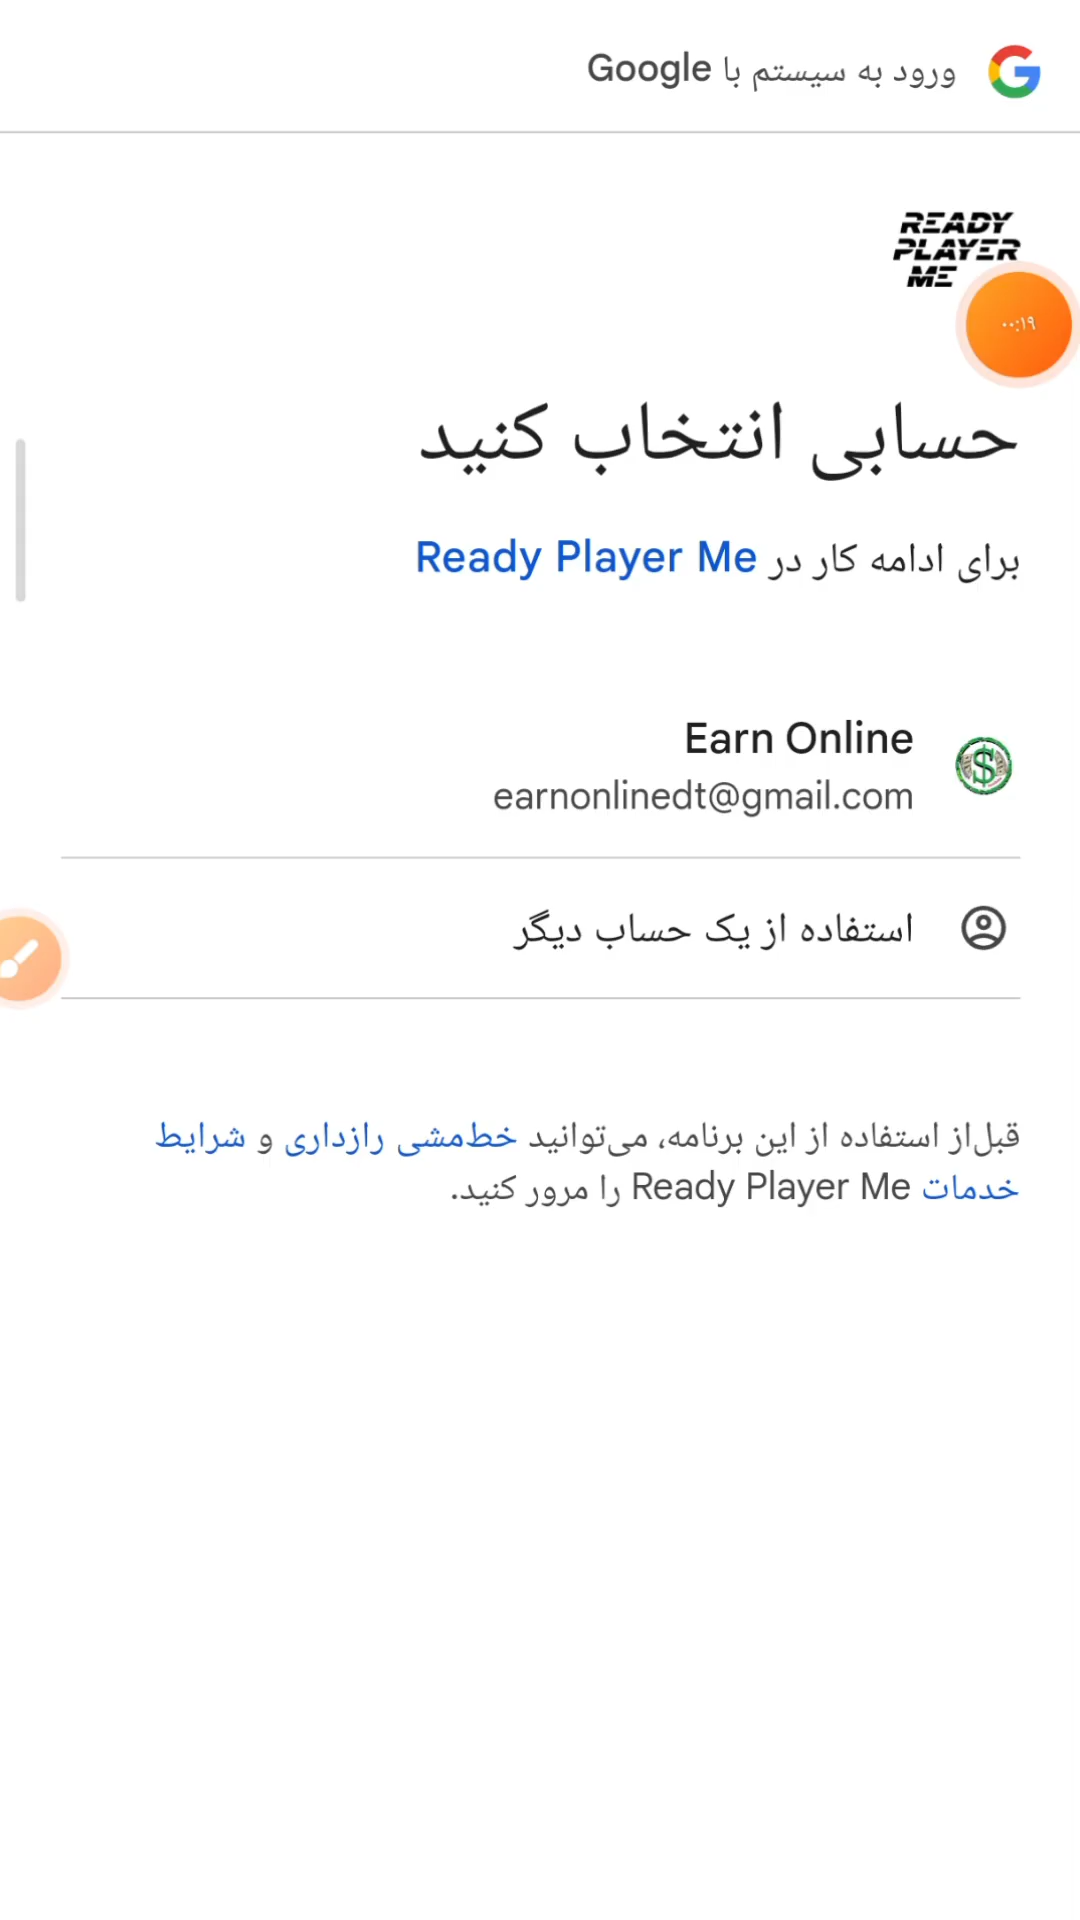 ورود به سیستم با Google
READY
PLAYER
ME
۰۰:۱۹
حسابی انتخاب کنید
برای ادامه کار در Ready Player Me
Earn Online
earnonlinedt@gmail.com
استفاده از یک حساب دیگر
قبل‌از استفاده از این برنامه، می‌توانید خط‌مشی رازداری و شرایط
خدمات Ready Player Me را مرور کنید.